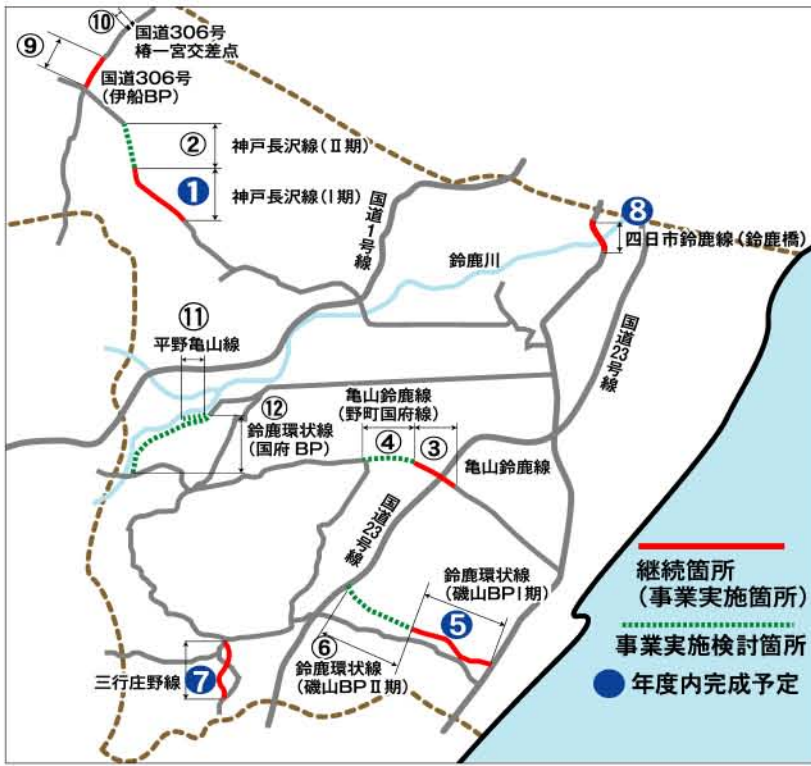 ⑩
国道306号
椿一宮交差点
⑨
国道306号
(伊船BP)
②
神戸長沢線(Ⅱ期)
❶
神戸長沢線(Ⅰ期)
国道1号線
❽
四日市鈴鹿線(鈴鹿橋)
鈴鹿川
国道23号線
⑪
平野亀山線
⑫
鈴鹿環状線
(国府BP)
亀山鈴鹿線
(野町国府線)
④
③
亀山鈴鹿線
国道23号線
鈴鹿環状線
(磯山BPⅠ期)
❺
⑥
鈴鹿環状線
(磯山BPⅡ期)
三行庄野線
❼
継続箇所
(事業実施箇所)
事業実施検討箇所
年度内完成予定